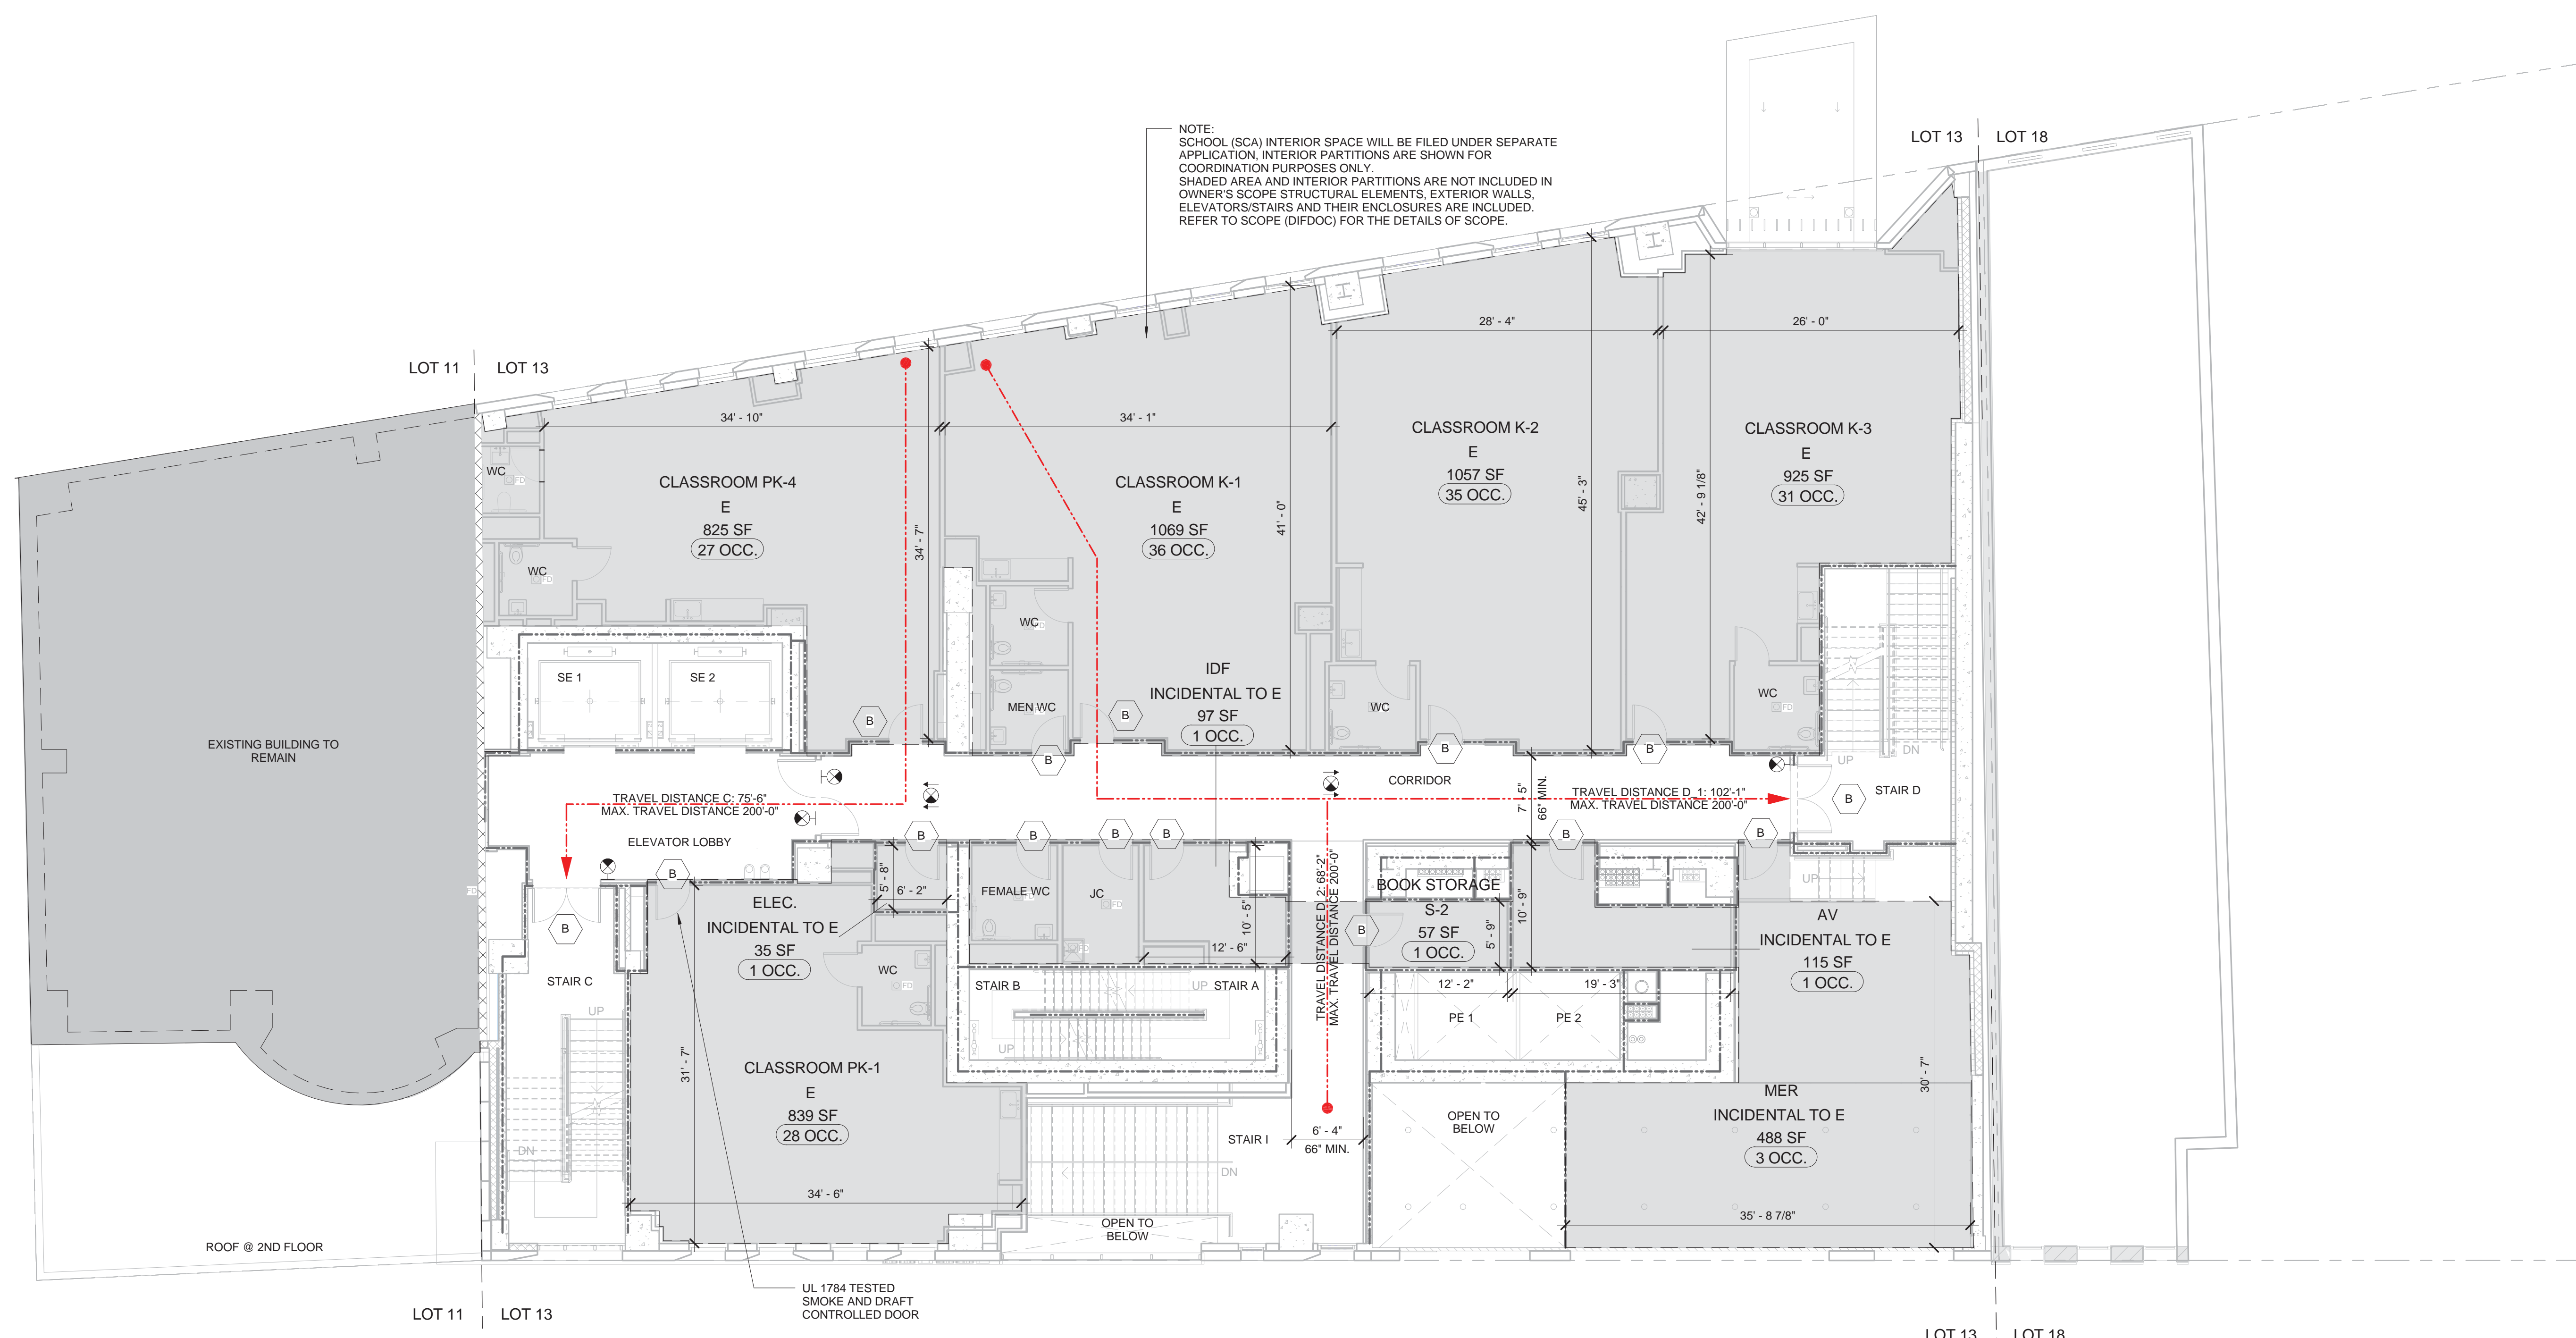 NOTE:
SCHOOL (SCA) INTERIOR SPACE WILL BE FILED UNDER SEPARATE
APPLICATION, INTERIOR PARTITIONS ARE SHOWN FOR
COORDINATION PURPOSES ONLY.
SHADED AREA AND INTERIOR PARTITIONS ARE NOT INCLUDED IN
OWNER'S SCOPE STRUCTURAL ELEMENTS, EXTERIOR WALLS,
ELEVATORS/STAIRS AND THEIR ENCLOSURES ARE INCLUDED.
REFER TO SCOPE (DIFDOC) FOR THE DETAILS OF SCOPE.
LOT 13
LOT 18
LOT 11
LOT 13
28' - 4"
26' - 0"
34' - 10"
34' - 1"
WC
FD
CLASSROOM PK-4
E
825 SF
27 OCC.
34' - 7"
CLASSROOM K-1
E
1069 SF
36 OCC.
41' - 0"
CLASSROOM K-2
E
1057 SF
35 OCC.
45' - 3"
42' - 9 1/8"
CLASSROOM K-3
E
925 SF
31 OCC.
WC
FD
WC
FD
SE 1
SE 2
MEN WC
IDF
INCIDENTAL TO E
97 SF
1 OCC.
WC
WC
FD
B
B
B
B
B
UP
DN
EXISTING BUILDING TO
REMAIN
CORRIDOR
7' - 5"
66" MIN.
TRAVEL DISTANCE C: 75'-6"
MAX. TRAVEL DISTANCE 200'-0"
TRAVEL DISTANCE D_1: 102'-1"
MAX. TRAVEL DISTANCE 200'-0"
B
STAIR D
ELEVATOR LOBBY
B
B
B
B
B
B
B
FD
5' - 8"
6' - 2"
FEMALE WC
FD
JC
FD
FD
10' - 5"
12' - 6"
TRAVEL DISTANCE D_2: 68'-2"
MAX. TRAVEL DISTANCE 200'-0"
BOOK STORAGE
S-2
57 SF
1 OCC.
B
5' - 9"
10' - 9"
UP
AV
INCIDENTAL TO E
115 SF
1 OCC.
ELEC.
INCIDENTAL TO E
35 SF
1 OCC.
B
STAIR C
WC
FD
STAIR B
UP
STAIR A
UP
12' - 2"
19' - 3"
PE 1
PE 2
UP
DN
31' - 7"
CLASSROOM PK-1
E
839 SF
28 OCC.
34' - 6"
STAIR I
DN
6' - 4"
66" MIN.
OPEN TO
BELOW
MER
INCIDENTAL TO E
488 SF
3 OCC.
30' - 7"
35' - 8 7/8"
OPEN TO
BELOW
ROOF @ 2ND FLOOR
UL 1784 TESTED
SMOKE AND DRAFT
CONTROLLED DOOR
LOT 11
LOT 13
LOT 13
LOT 18